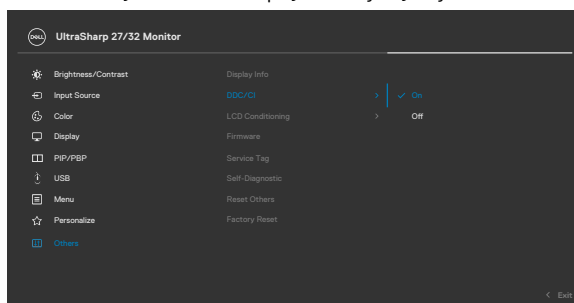 DELL UltraSharp 27/32 Monitor
Brightness/Contrast Display Info
Input Source DDC/CI On
Color LCD Conditioning Off
Display Firmware
PIP/PBP Service Tag
USB Self-Diagnostic
Menu Reset Others
Personalize Factory Reset
Others
Exit